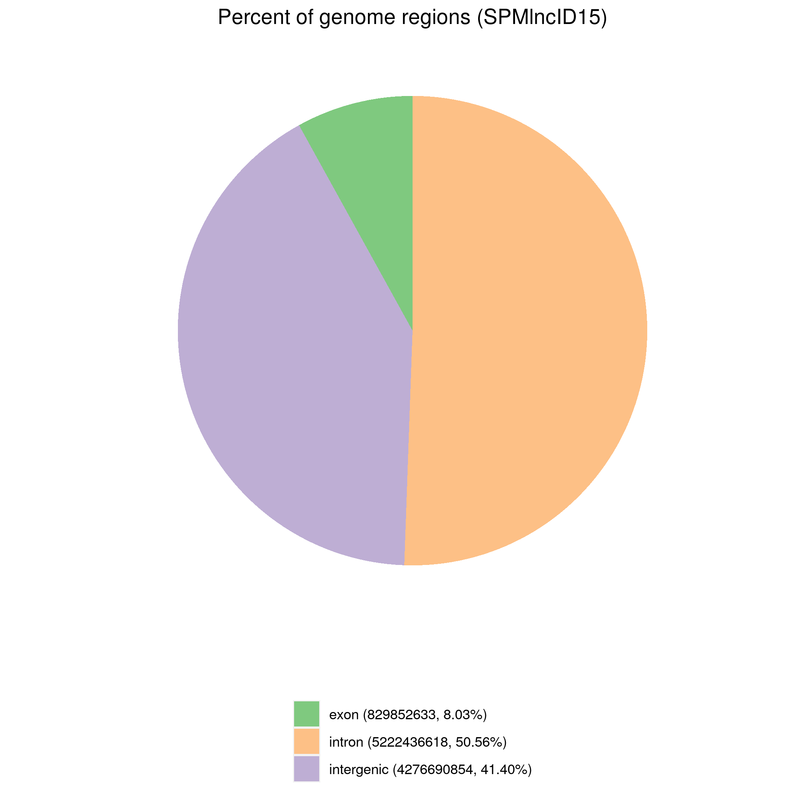 Percent of genome regions (SPMlncID15)
exon (829852633, 8.03%)
intron (5222436618, 50.56%)
intergenic (4276690854, 41.40%)